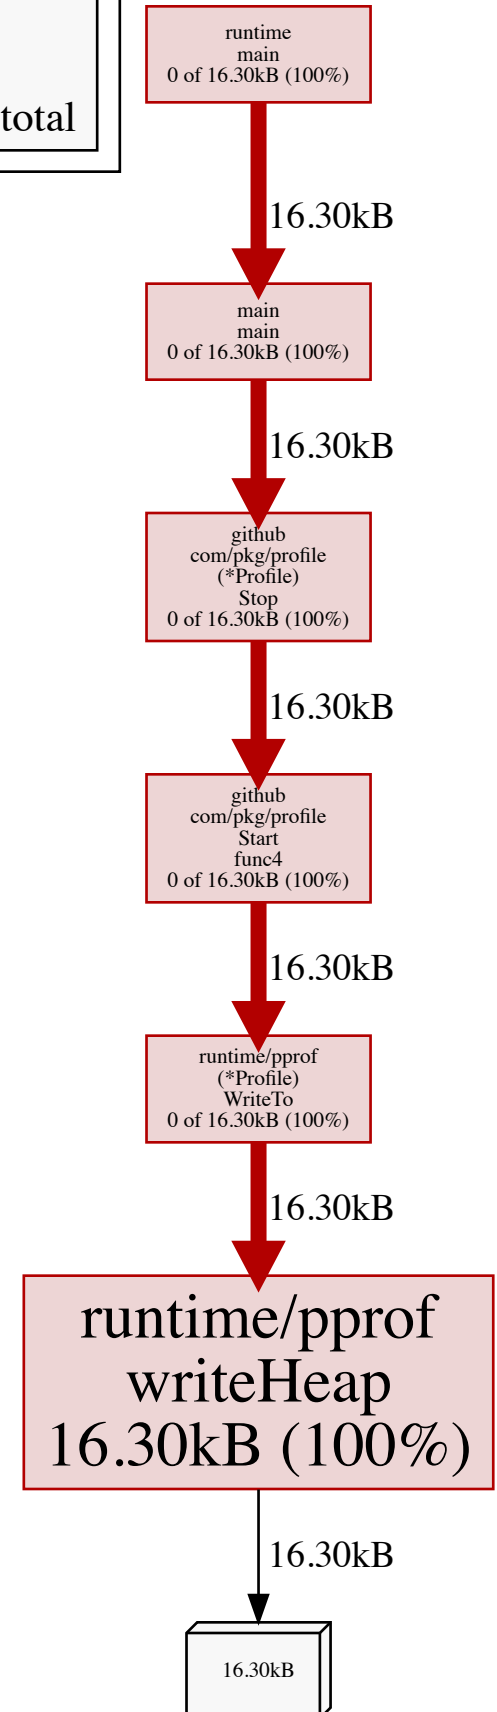 total
runtime
main
0 of 16.30kB (100%)
16.30kB
main
main
0 of 16.30kB (100%)
16.30kB
github
com/pkg/profile
(*Profile)
Stop
0 of 16.30kB (100%)
16.30kB
github
com/pkg/profile
Start
func4
0 of 16.30kB (100%)
16.30kB
runtime/pprof
(*Profile)
WriteTo
0 of 16.30kB (100%)
16.30kB
runtime/pprof
writeHeap
16.30kB (100%)
16.30kB
16.30kB